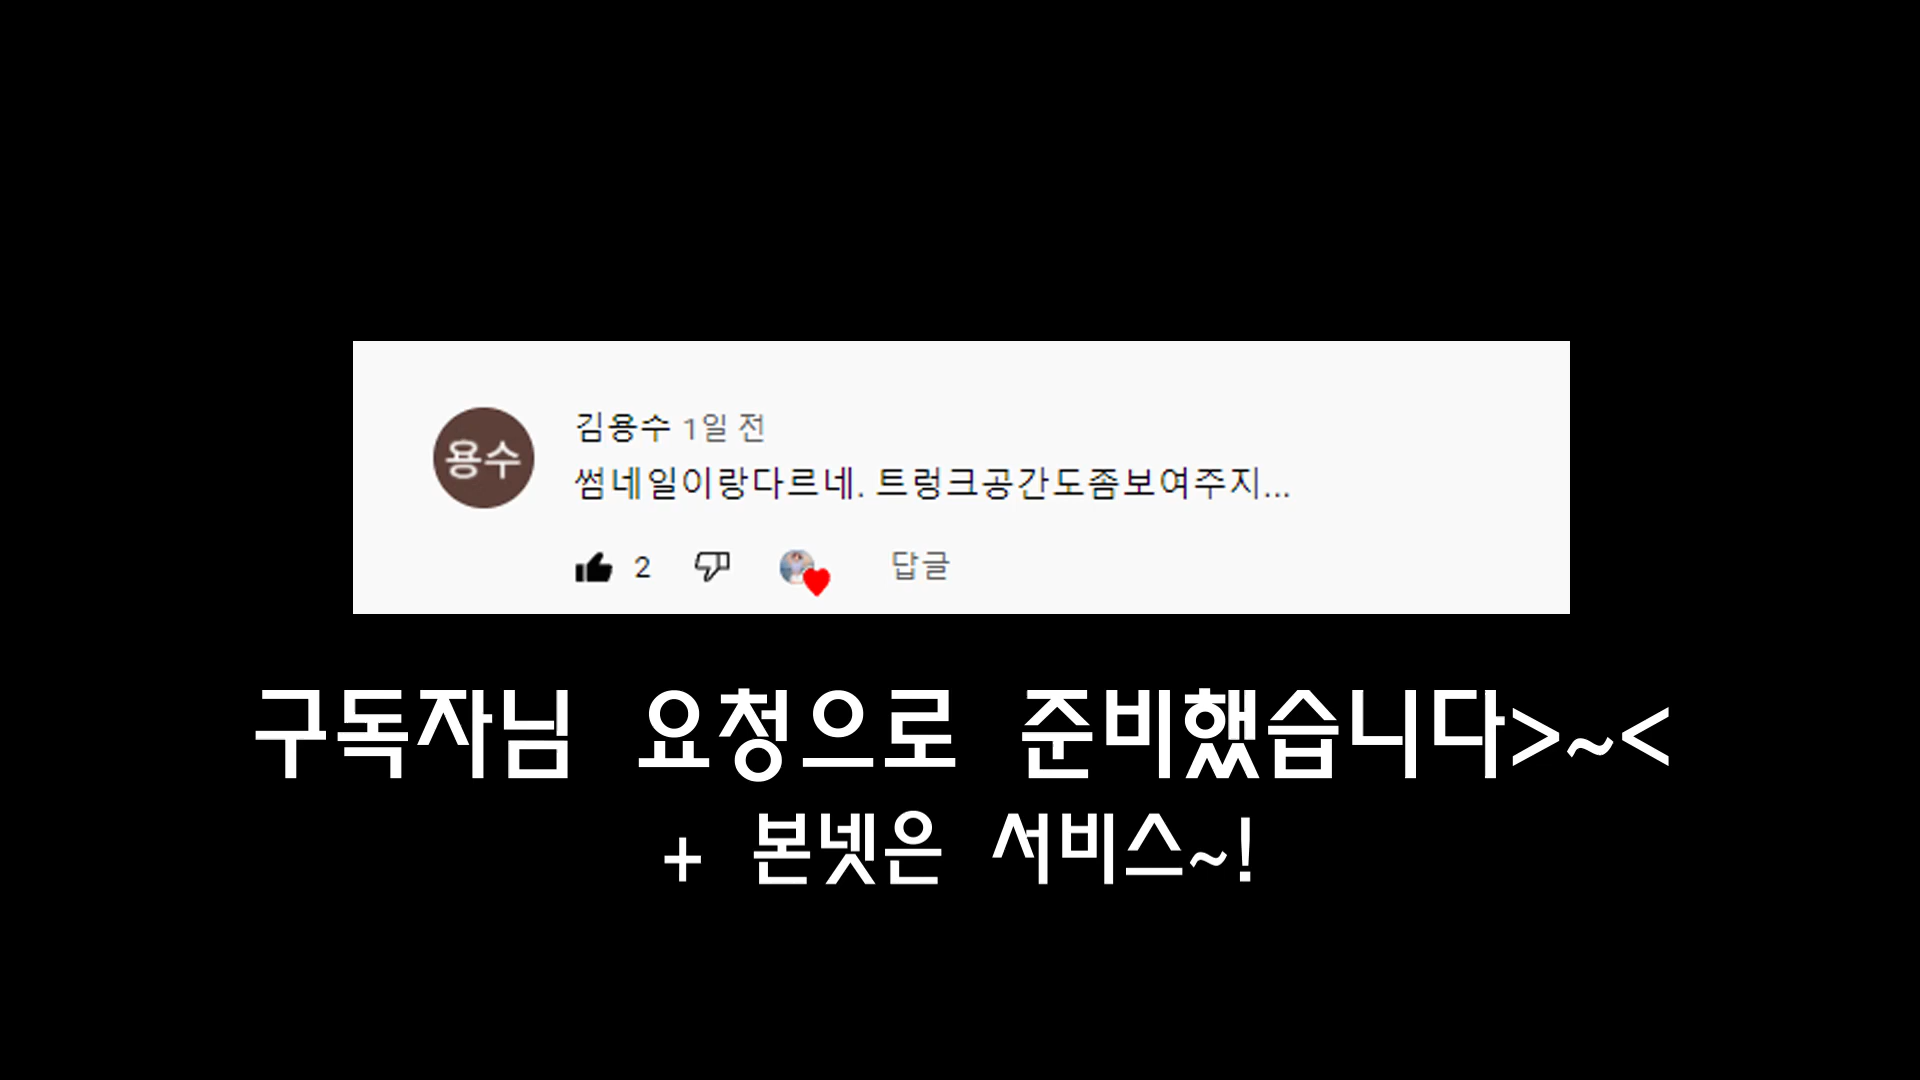 용수
김용수 1일 전
썸네일이랑다르네. 트렁크공간도좀보여주지...
2 답글
구독자님 요청으로 준비했습니다>~<
+ 본넷은 서비스~!